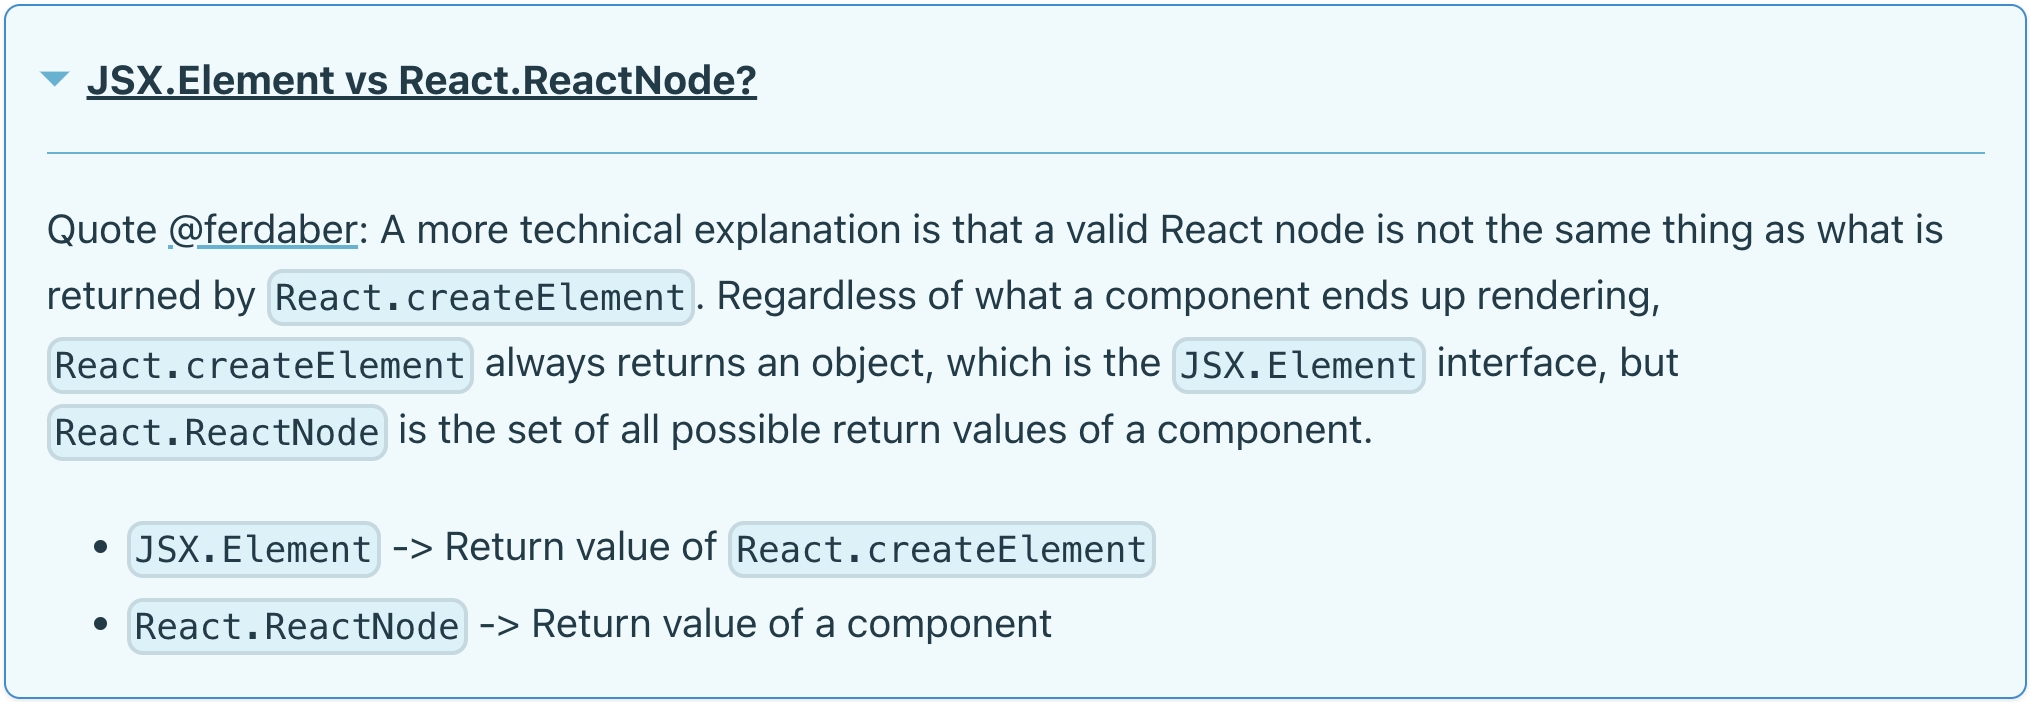 JSX.Element vs React.ReactNode?
Quote @ferdaber: A more technical explanation is that a valid React node is not the same thing as what is
returned by React.createElement. Regardless of what a component ends up rendering,
React.createElement always returns an object, which is the JSX.Element interface, but
React.ReactNode is the set of all possible return values of a component.
• JSX.Element -> Return value of React.createElement
• React.ReactNode -> Return value of a component